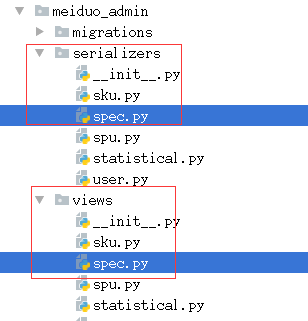 meiduo_admin
migrations
serializers
__init__.py
sku.py
spec.py
spu.py
statistical.py
user.py
views
__init__.py
sku.py
spec.py
spu.py
statistical.py